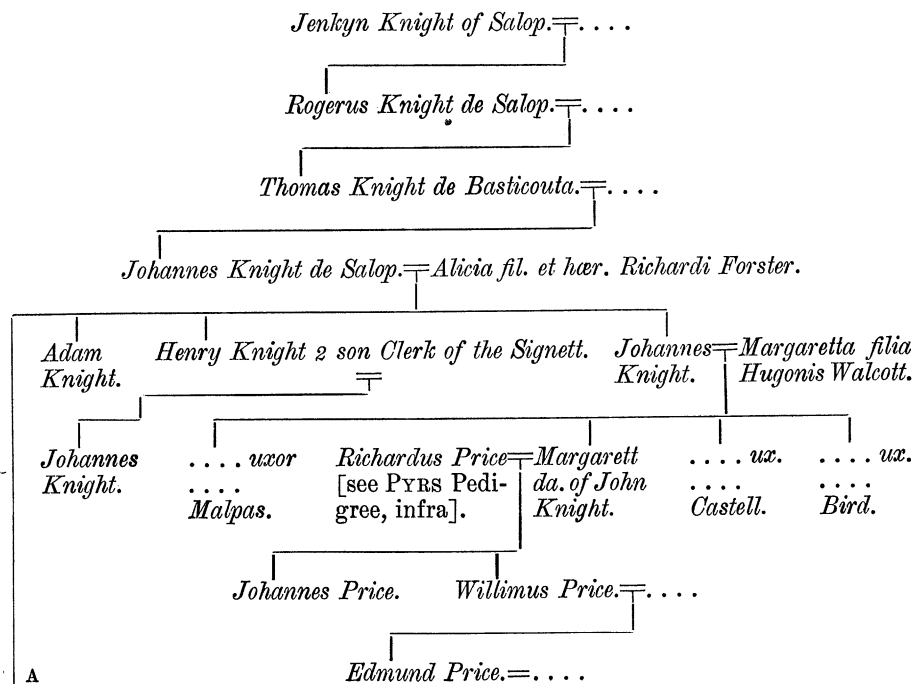 Jenkyn Knight of Salop.=. . . .
Rogerus Knight de Salop.=. . . .
Thomas Knight de Basticouta.=. . . .
Johannes Knight de Salop.=Alicia fil. et hær. Richardi Forster.
Adam Knight.
Henry Knight 2 son Clerk of the Signett.
=
Johannes Knight.=Margaretta filia Hugonis Walcott.
Johannes Knight.
. . . . uxor
. . . .
Malpas.
Richardus Price=Margarett
[see PYRS Pedi-
gree, infra].
da. of John
Knight.
. . . . ux.
. . . .
Castell.
. . . . ux.
. . . .
Bird.
Johannes Price.
Willimus Price.=. . . .
A
Edmund Price.=. . . .